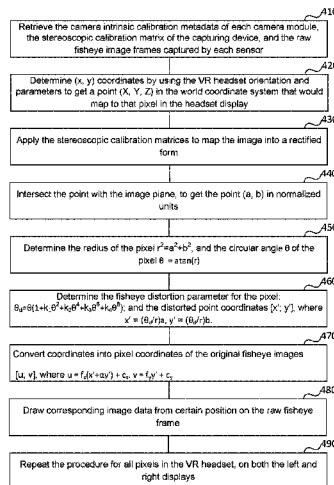 410
Retrieve the camera intrinsic calibration metadata of each camera module,
the stereoscopic calibration matrix of the capturing device, and the raw
fisheye image frames captured by each sensor
420
Determine (x, y) coordinates by using the VR headset orientation and
parameters to get a point (X, Y, Z) in the world coordinate system that would
map to that pixel in the headset display
430
Apply the stereoscopic calibration matrices to map the image into a rectified
form
440
Intersect the point with the image plane, to get the point (a, b) in normalized
units
450
Determine the radius of the pixel r²=a²+b², and the circular angle θ of
the pixel θ = atan(r)
460
Determine the fisheye distortion parameter for the pixel:
θd=θ(1+k₁θ²+k₂θ⁴+k₃θ⁶+k₄θ⁸); and the distorted point coordinates [x'; y'], where
x' = (θd/r)a, y' = (θd/r)b.
470
Convert coordinates into pixel coordinates of the original fisheye images
[u; v], where u = fₓ(x'+αy') + cₓ, v = fᵧy' + cᵧ
480
Draw corresponding image data from certain position on the raw fisheye
frame
490
Repeat the procedure for all pixels in the VR headset, on both the left and
right displays